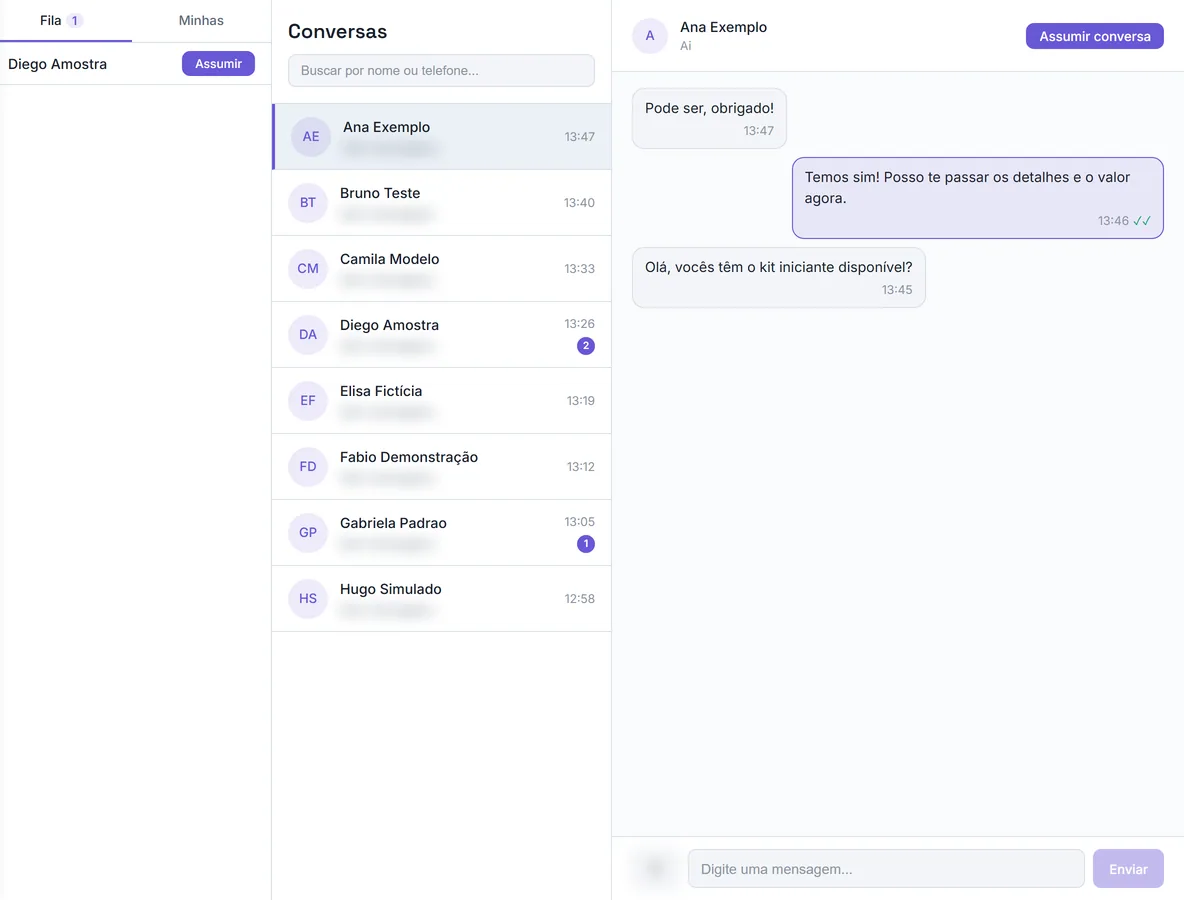 Fila 1
Minhas
Diego Amostra
Assumir
Conversas
Buscar por nome ou telefone...
AE
Ana Exemplo
13:47
BT
Bruno Teste
13:40
CM
Camila Modelo
13:33
DA
Diego Amostra
13:26
2
EF
Elisa Fictícia
13:19
FD
Fabio Demonstração
13:12
GP
Gabriela Padrao
13:05
1
HS
Hugo Simulado
12:58
A
Ana Exemplo
Ai
Assumir conversa
Pode ser, obrigado!
13:47
Temos sim! Posso te passar os detalhes e o valor
agora.
13:46 ✓✓
Olá, vocês têm o kit iniciante disponível?
13:45
Digite uma mensagem...
Enviar